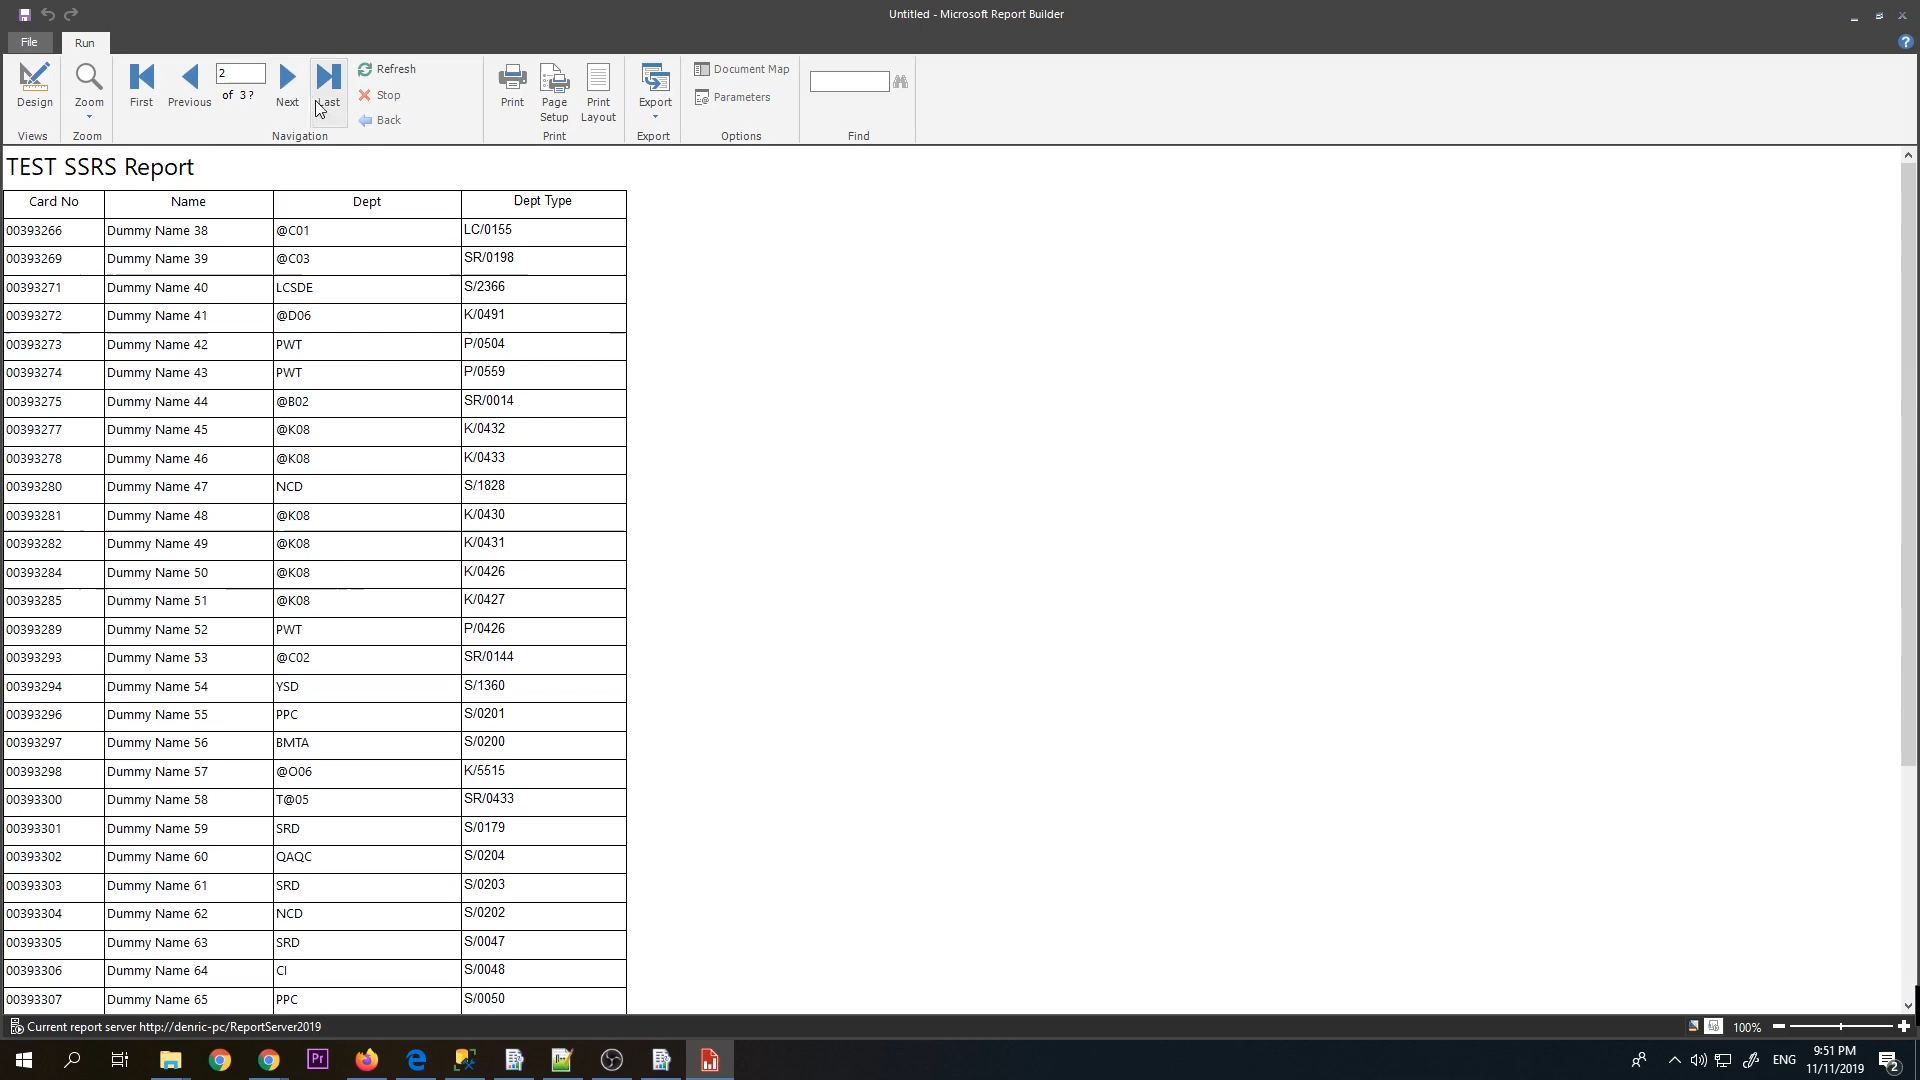 Untitled - Microsoft Report Builder
File Run
Design
Views
Zoom
Zoom
First
Previous
2
of 3 ?
Next
Last
Refresh
Stop
Back
Navigation
Print
Page Setup
Print Layout
Print
Export
Export
Document Map
Parameters
Options
Find
TEST SSRS Report
Card No Name Dept Dept Type
00393266 Dummy Name 38 @C01 LC/0155
00393269 Dummy Name 39 @C03 SR/0198
00393271 Dummy Name 40 LCSDE S/2366
00393272 Dummy Name 41 @D06 K/0491
00393273 Dummy Name 42 PWT P/0504
00393274 Dummy Name 43 PWT P/0559
00393275 Dummy Name 44 @B02 SR/0014
00393277 Dummy Name 45 @K08 K/0432
00393278 Dummy Name 46 @K08 K/0433
00393280 Dummy Name 47 NCD S/1828
00393281 Dummy Name 48 @K08 K/0430
00393282 Dummy Name 49 @K08 K/0431
00393284 Dummy Name 50 @K08 K/0426
00393285 Dummy Name 51 @K08 K/0427
00393289 Dummy Name 52 PWT P/0426
00393293 Dummy Name 53 @C02 SR/0144
00393294 Dummy Name 54 YSD S/1360
00393296 Dummy Name 55 PPC S/0201
00393297 Dummy Name 56 BMTA S/0200
00393298 Dummy Name 57 @O06 K/5515
00393300 Dummy Name 58 T@05 SR/0433
00393301 Dummy Name 59 SRD S/0179
00393302 Dummy Name 60 QAQC S/0204
00393303 Dummy Name 61 SRD S/0203
00393304 Dummy Name 62 NCD S/0202
00393305 Dummy Name 63 SRD S/0047
00393306 Dummy Name 64 CI S/0048
00393307 Dummy Name 65 PPC S/0050
Current report server http://denric-pc/ReportServer2019
100%
Pr
ENG
9:51 PM
11/11/2019
2